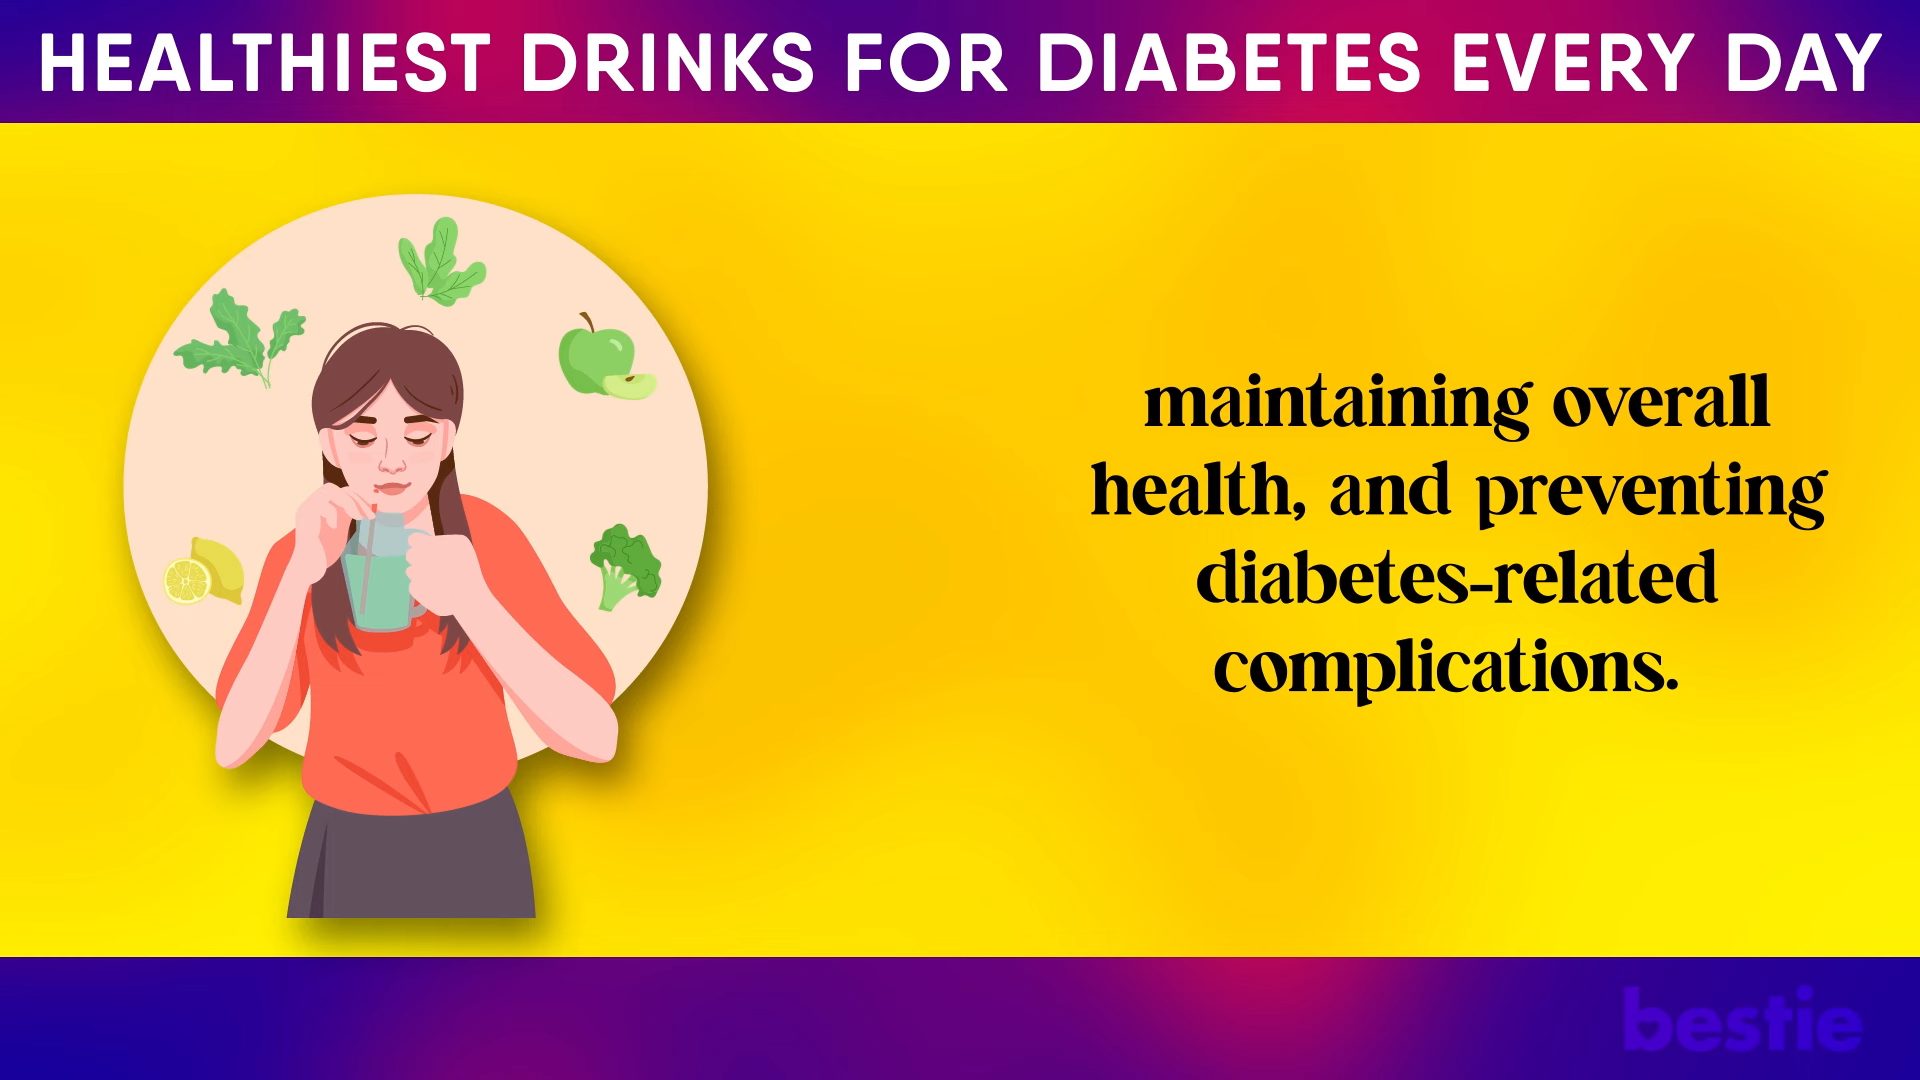 HEALTHIEST DRINKS FOR DIABETES EVERY DAY
maintaining overall
health, and preventing
diabetes-related
complications.
bestie